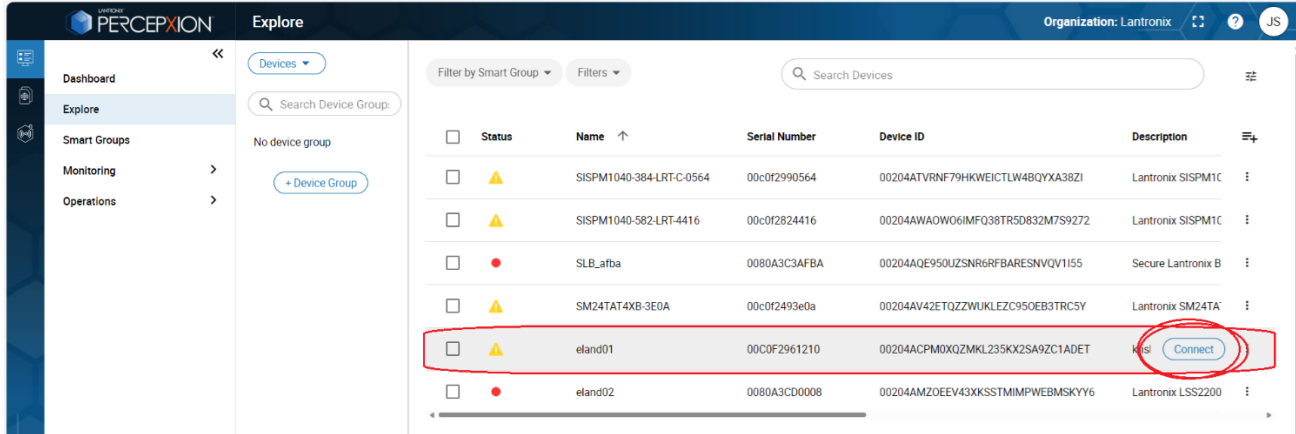 LANTRONIX
PERCEPXION
Explore
Organization: Lantronix
?
JS
Dashboard
Explore
Smart Groups
Monitoring
Operations
Devices
Search Device Group
No device group
+ Device Group
Filter by Smart Group
Filters
Search Devices
Status Name Serial Number Device ID Description
SISPM1040-384-LRT-C-0564 00c0f2990564 00204ATVRNF79HKWEICTLW4BQYXA38ZI Lantronix SISPM1C
SISPM1040-582-LRT-4416 00c0f2824416 00204AWAOWO6IMFQ38TR5D832M7S9272 Lantronix SISPM1C
SLB_afba 0080A3C3AFBA 00204AQE950UZSNR6RFBARESNVQV1I55 Secure Lantronix B
SM24TAT4XB-3E0A 00c0f2493e0a 00204AV42ETQZZWUKLEZC95OEB3TRC5Y Lantronix SM24TA
eland01 00C0F2961210 00204ACPM0XQZMKL235KX2SA9ZC1ADET Connect
eland02 0080A3CD0008 00204AMZOEEV43XKSSTMIMPWEBMSKYY6 Lantronix LSS2200